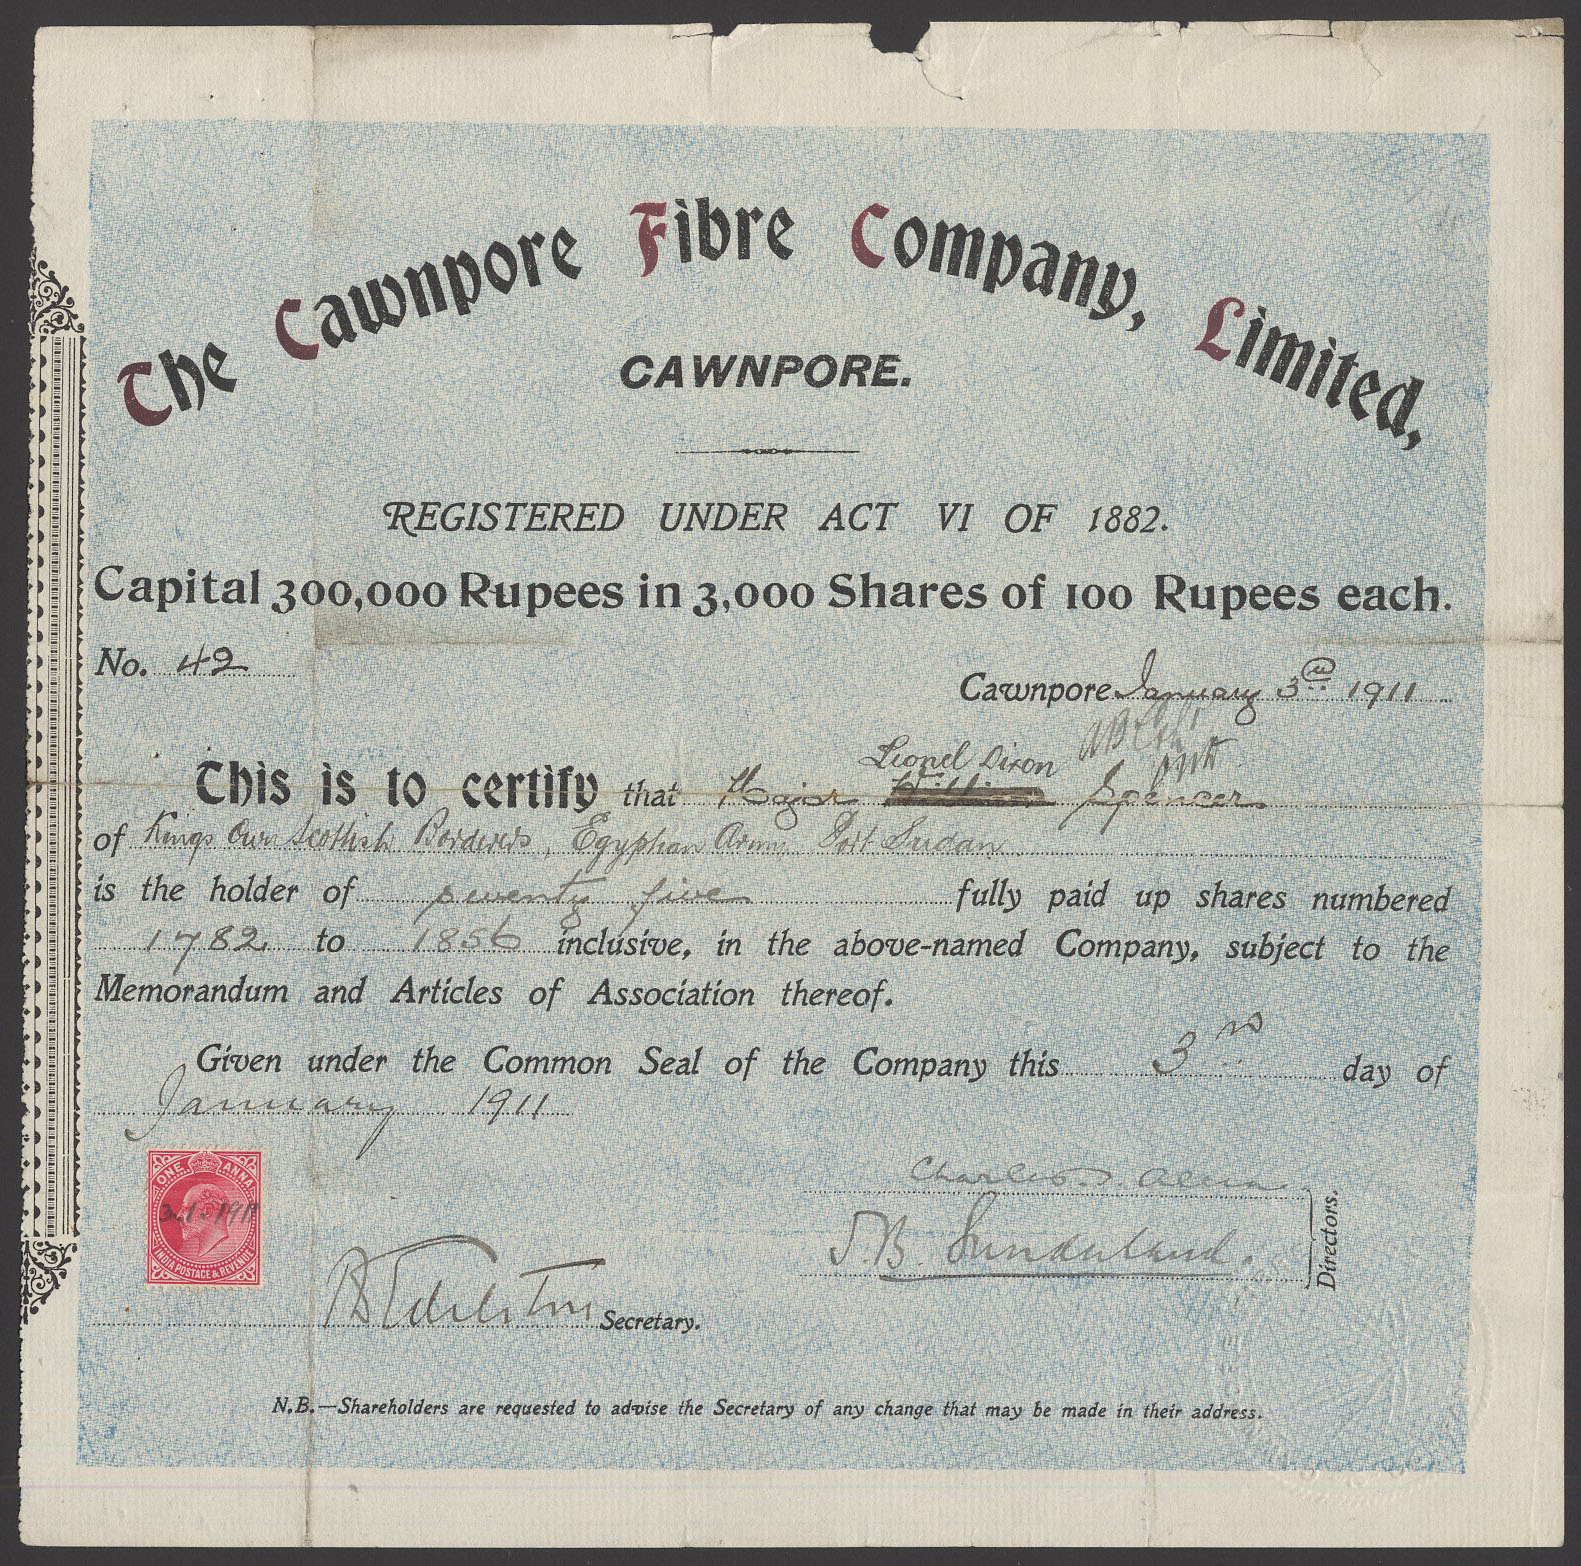 The Cawnpore Fibre Company, Limited,
CAWNPORE.
REGISTERED UNDER ACT VI OF 1882.
Capital 300,000 Rupees in 3,000 Shares of 100 Rupees each.
No. 42
Cawnpore January 3rd 1911
Lionel Dixon
This is to certify that Major Spencer
of Kings Own Scottish Borderers, Egyptian Army Port Sudan
is the holder of seventy five fully paid up shares numbered
1782 to 1856 inclusive, in the above-named Company, subject to the
Memorandum and Articles of Association thereof.
Given under the Common Seal of the Company this 3rd day of
January 1911
ONE ANNA
3.1.1911
INDIA POSTAGE & REVENUE
Charles T. Allen
J.B. Sunderland.
Directors.
Secretary.
N.B.—Shareholders are requested to advise the Secretary of any change that may be made in their address.